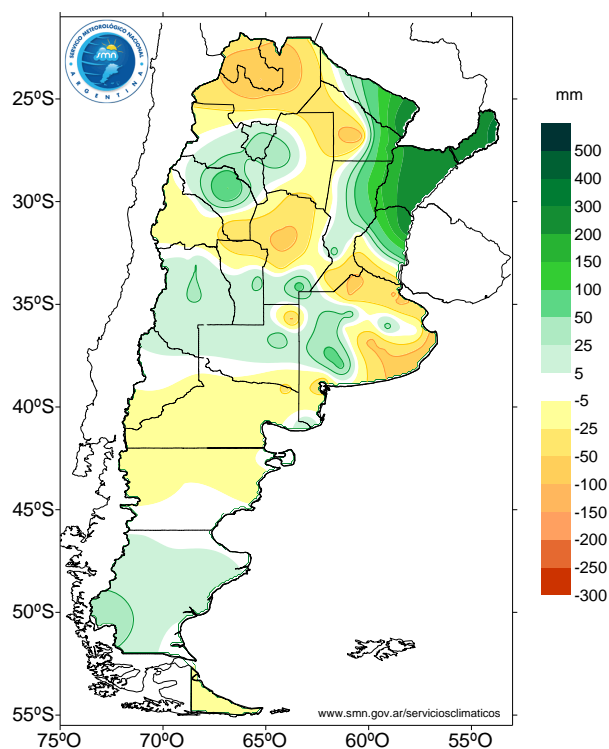 SERVICIO METEOROLÓGICO NACIONAL
smn
ARGENTINA
mm
500
400
300
200
150
100
50
25
5
-5
-25
-50
-100
-150
-200
-300
25ºS
30ºS
35ºS
40ºS
45ºS
50ºS
55ºS
75ºO
70ºO
65ºO
60ºO
55ºO
www.smn.gov.ar/serviciosclimaticos